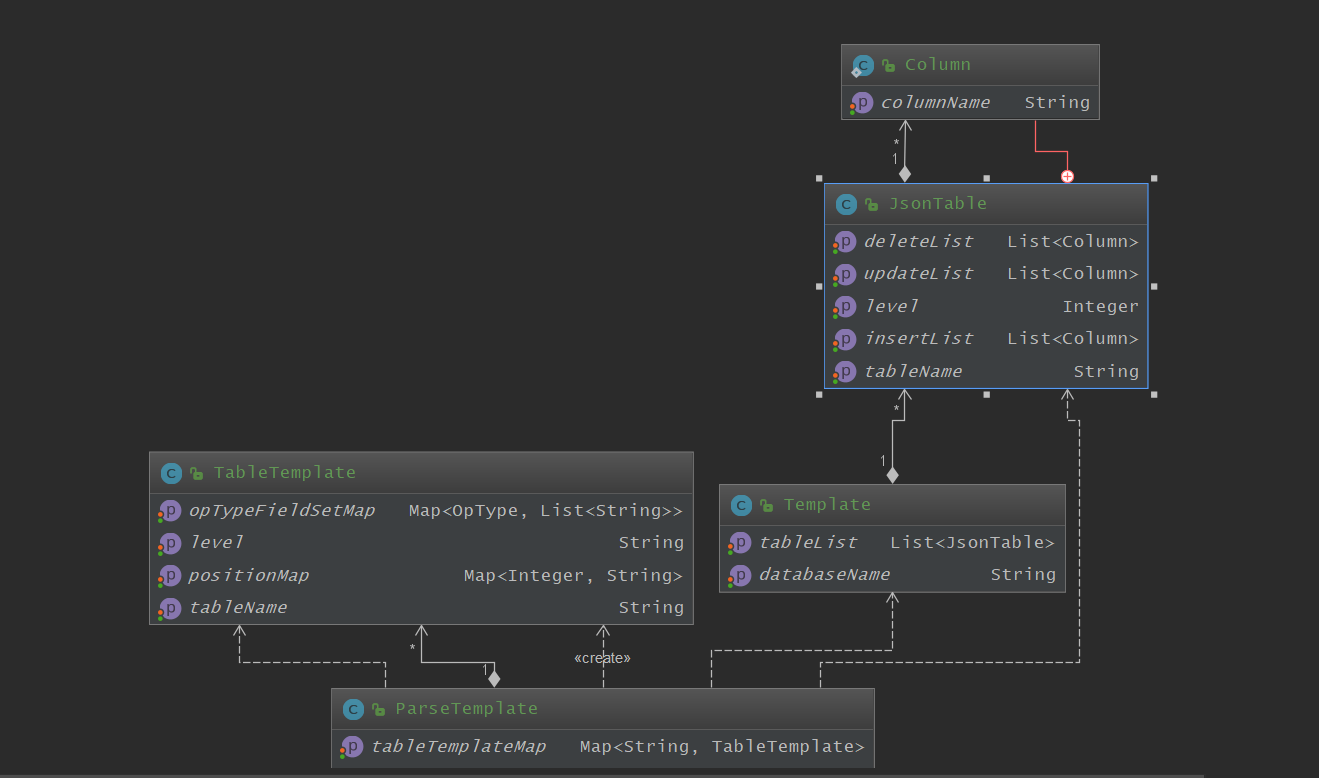 Column
columnName String
*
1
JsonTable
deleteList List<Column>
updateList List<Column>
level Integer
insertList List<Column>
tableName String
*
1
TableTemplate
opTypeFieldSetMap Map<OpType, List<String>>
level String
positionMap Map<Integer, String>
tableName String
Template
tableList List<JsonTable>
databaseName String
*
1
«create»
ParseTemplate
tableTemplateMap Map<String, TableTemplate>